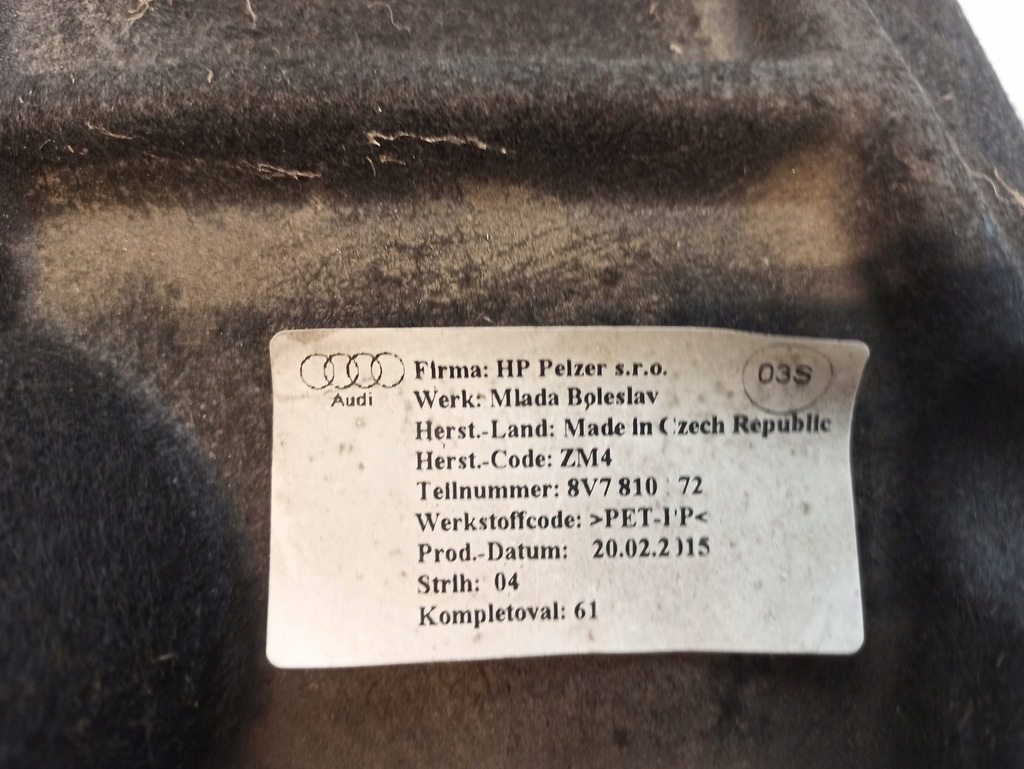 Firma: HP Pelzer s.r.o.
03S
Audi
Werk: Mlada Boleslav
Herst.-Land: Made in Czech Republic
Herst.-Code: ZM4
Teilnummer: 8V7 810 72
Werkstoffcode: >PET-PP<
Prod.-Datum: 20.02.2015
Strih: 04
Kompletoval: 61